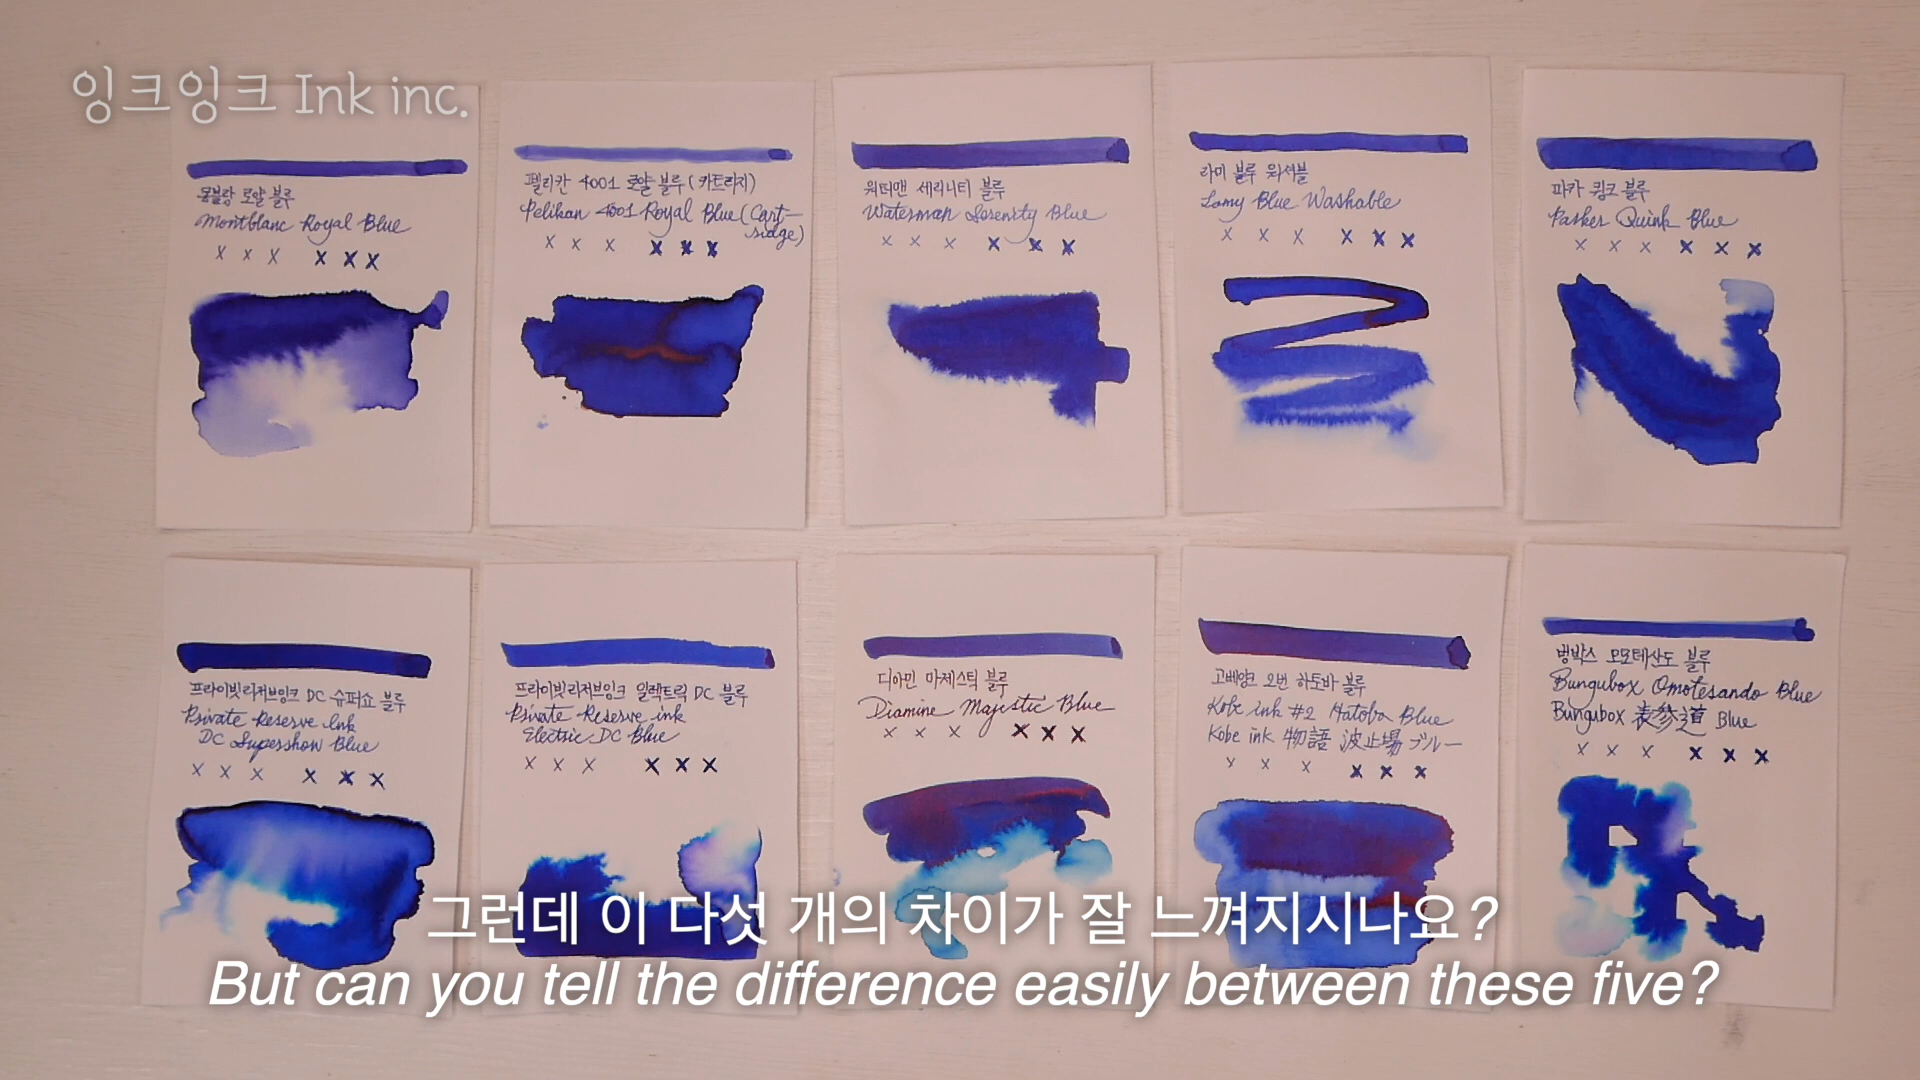 잉크잉크 Ink inc.
몽블랑 로얄 블루
Montblanc Royal Blue
x x x x x x
펠리칸 4001 로얄 블루 (카트리지)
Pelikan 4001 Royal Blue (Cart-
ridge)
x x x x x x
워터맨 세리니티 블루
Waterman Serenity Blue
x x x x x x
라미 블루 워셔블
Lamy Blue Washable
x x x x x x
파카 큉크 블루
Parker Quink Blue
x x x x x x
프라이빗리저브잉크 DC 슈퍼쇼 블루
Private Reserve Ink
DC Supershow Blue
x x x x x x
프라이빗리저브잉크 일렉트릭 DC 블루
Private Reserve ink
Electric DC Blue
x x x x x x
디아민 마제스틱 블루
Diamine Majestic Blue
x x x x x x
고베잉크 2번 하토바 블루
Kobe ink #2 Hatoba Blue
Kobe ink 物語 波止場 ブルー
x x x x x x
벙박스 오모테산도 블루
Bungubox Omotesando Blue
Bungubox 表参道 Blue
x x x x x x
그런데 이 다섯 개의 차이가 잘 느껴지시나요?
But can you tell the difference easily between these five?